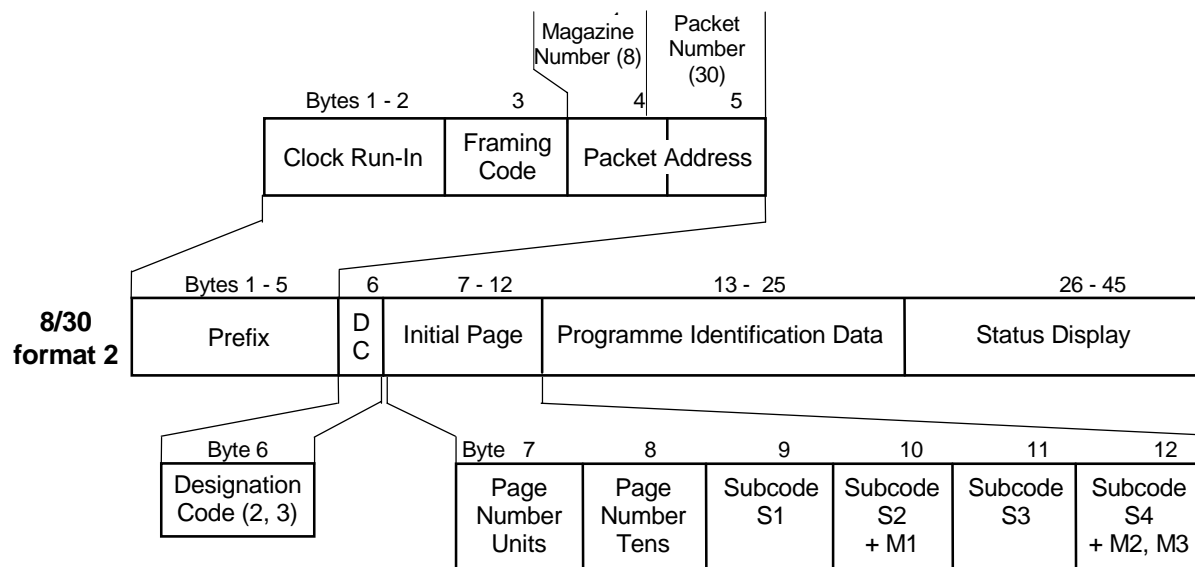 Magazine
Number (8)
Packet
Number
(30)
Bytes 1 - 2
3
4
5
Clock Run-In
Framing
Code
Packet Address
Bytes 1 - 5
6
7 - 12
13 - 25
26 - 45
8/30
format 2
Prefix
D
C
Initial Page
Programme Identification Data
Status Display
Byte 6
Byte 7
8
9
10
11
12
Designation
Code (2, 3)
Page
Number
Units
Page
Number
Tens
Subcode
S1
Subcode
S2
+ M1
Subcode
S3
Subcode
S4
+ M2, M3